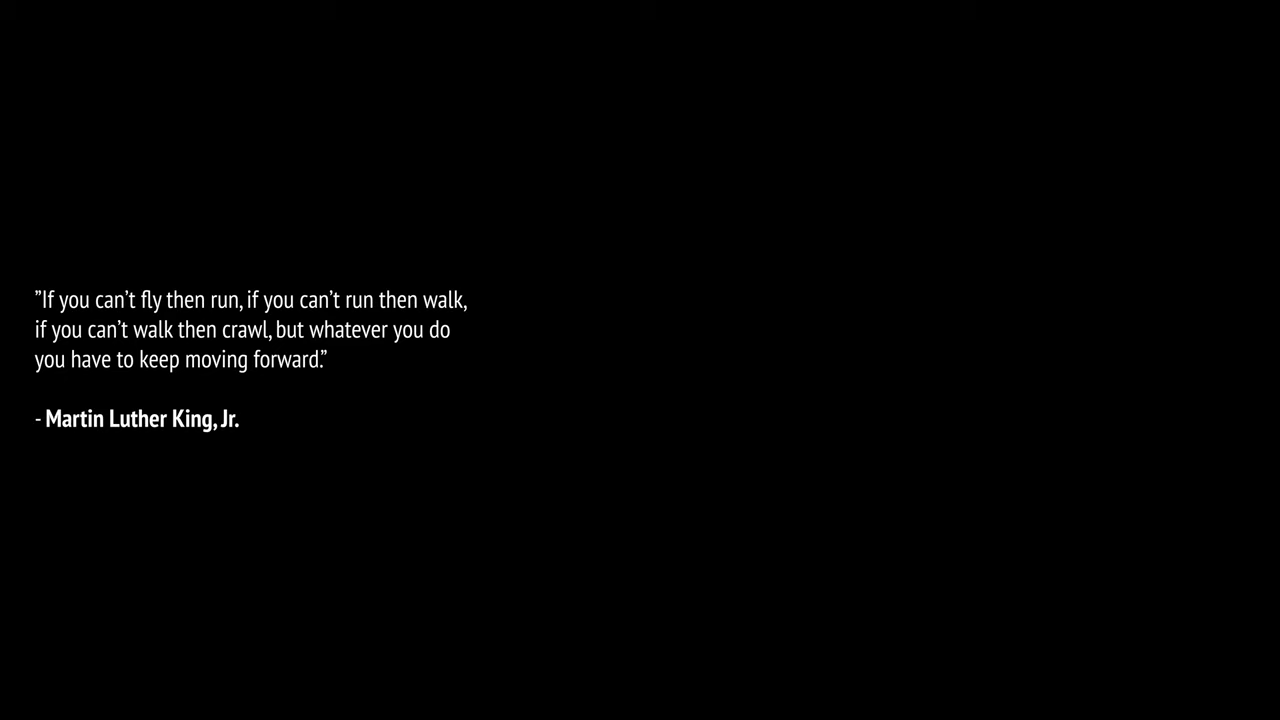 ”If you can’t fly then run, if you can’t run then walk,
if you can’t walk then crawl, but whatever you do
you have to keep moving forward.”
- Martin Luther King, Jr.